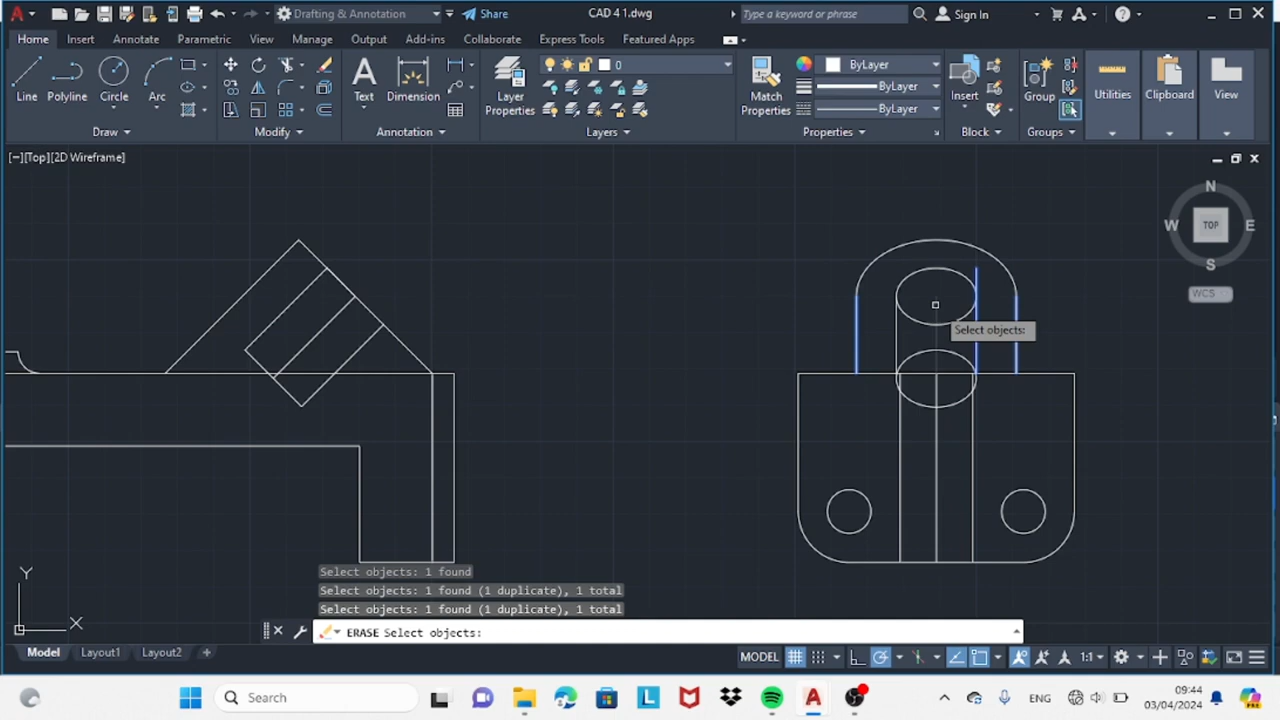 Drafting & Annotation
Share
CAD 4 1.dwg
Type a keyword or phrase
Sign In
Home
Insert
Annotate
Parametric
View
Manage
Output
Add-ins
Collaborate
Express Tools
Featured Apps
Line
Polyline
Circle
Arc
Text
Dimension
Layer
Properties
0
Match
Properties
ByLayer
ByLayer
ByLayer
Insert
Group
Utilities
Clipboard
View
Draw
Modify
Annotation
Layers
Properties
Block
Groups
[−][Top][2D Wireframe]
N
W
TOP
E
S
WCS
Select objects:
Y
X
Select objects: 1 found
Select objects: 1 found (1 duplicate), 1 total
Select objects: 1 found (1 duplicate), 1 total
ERASE Select objects:
Model
Layout1
Layout2
MODEL
1:1
Search
ENG
09:44
03/04/2024